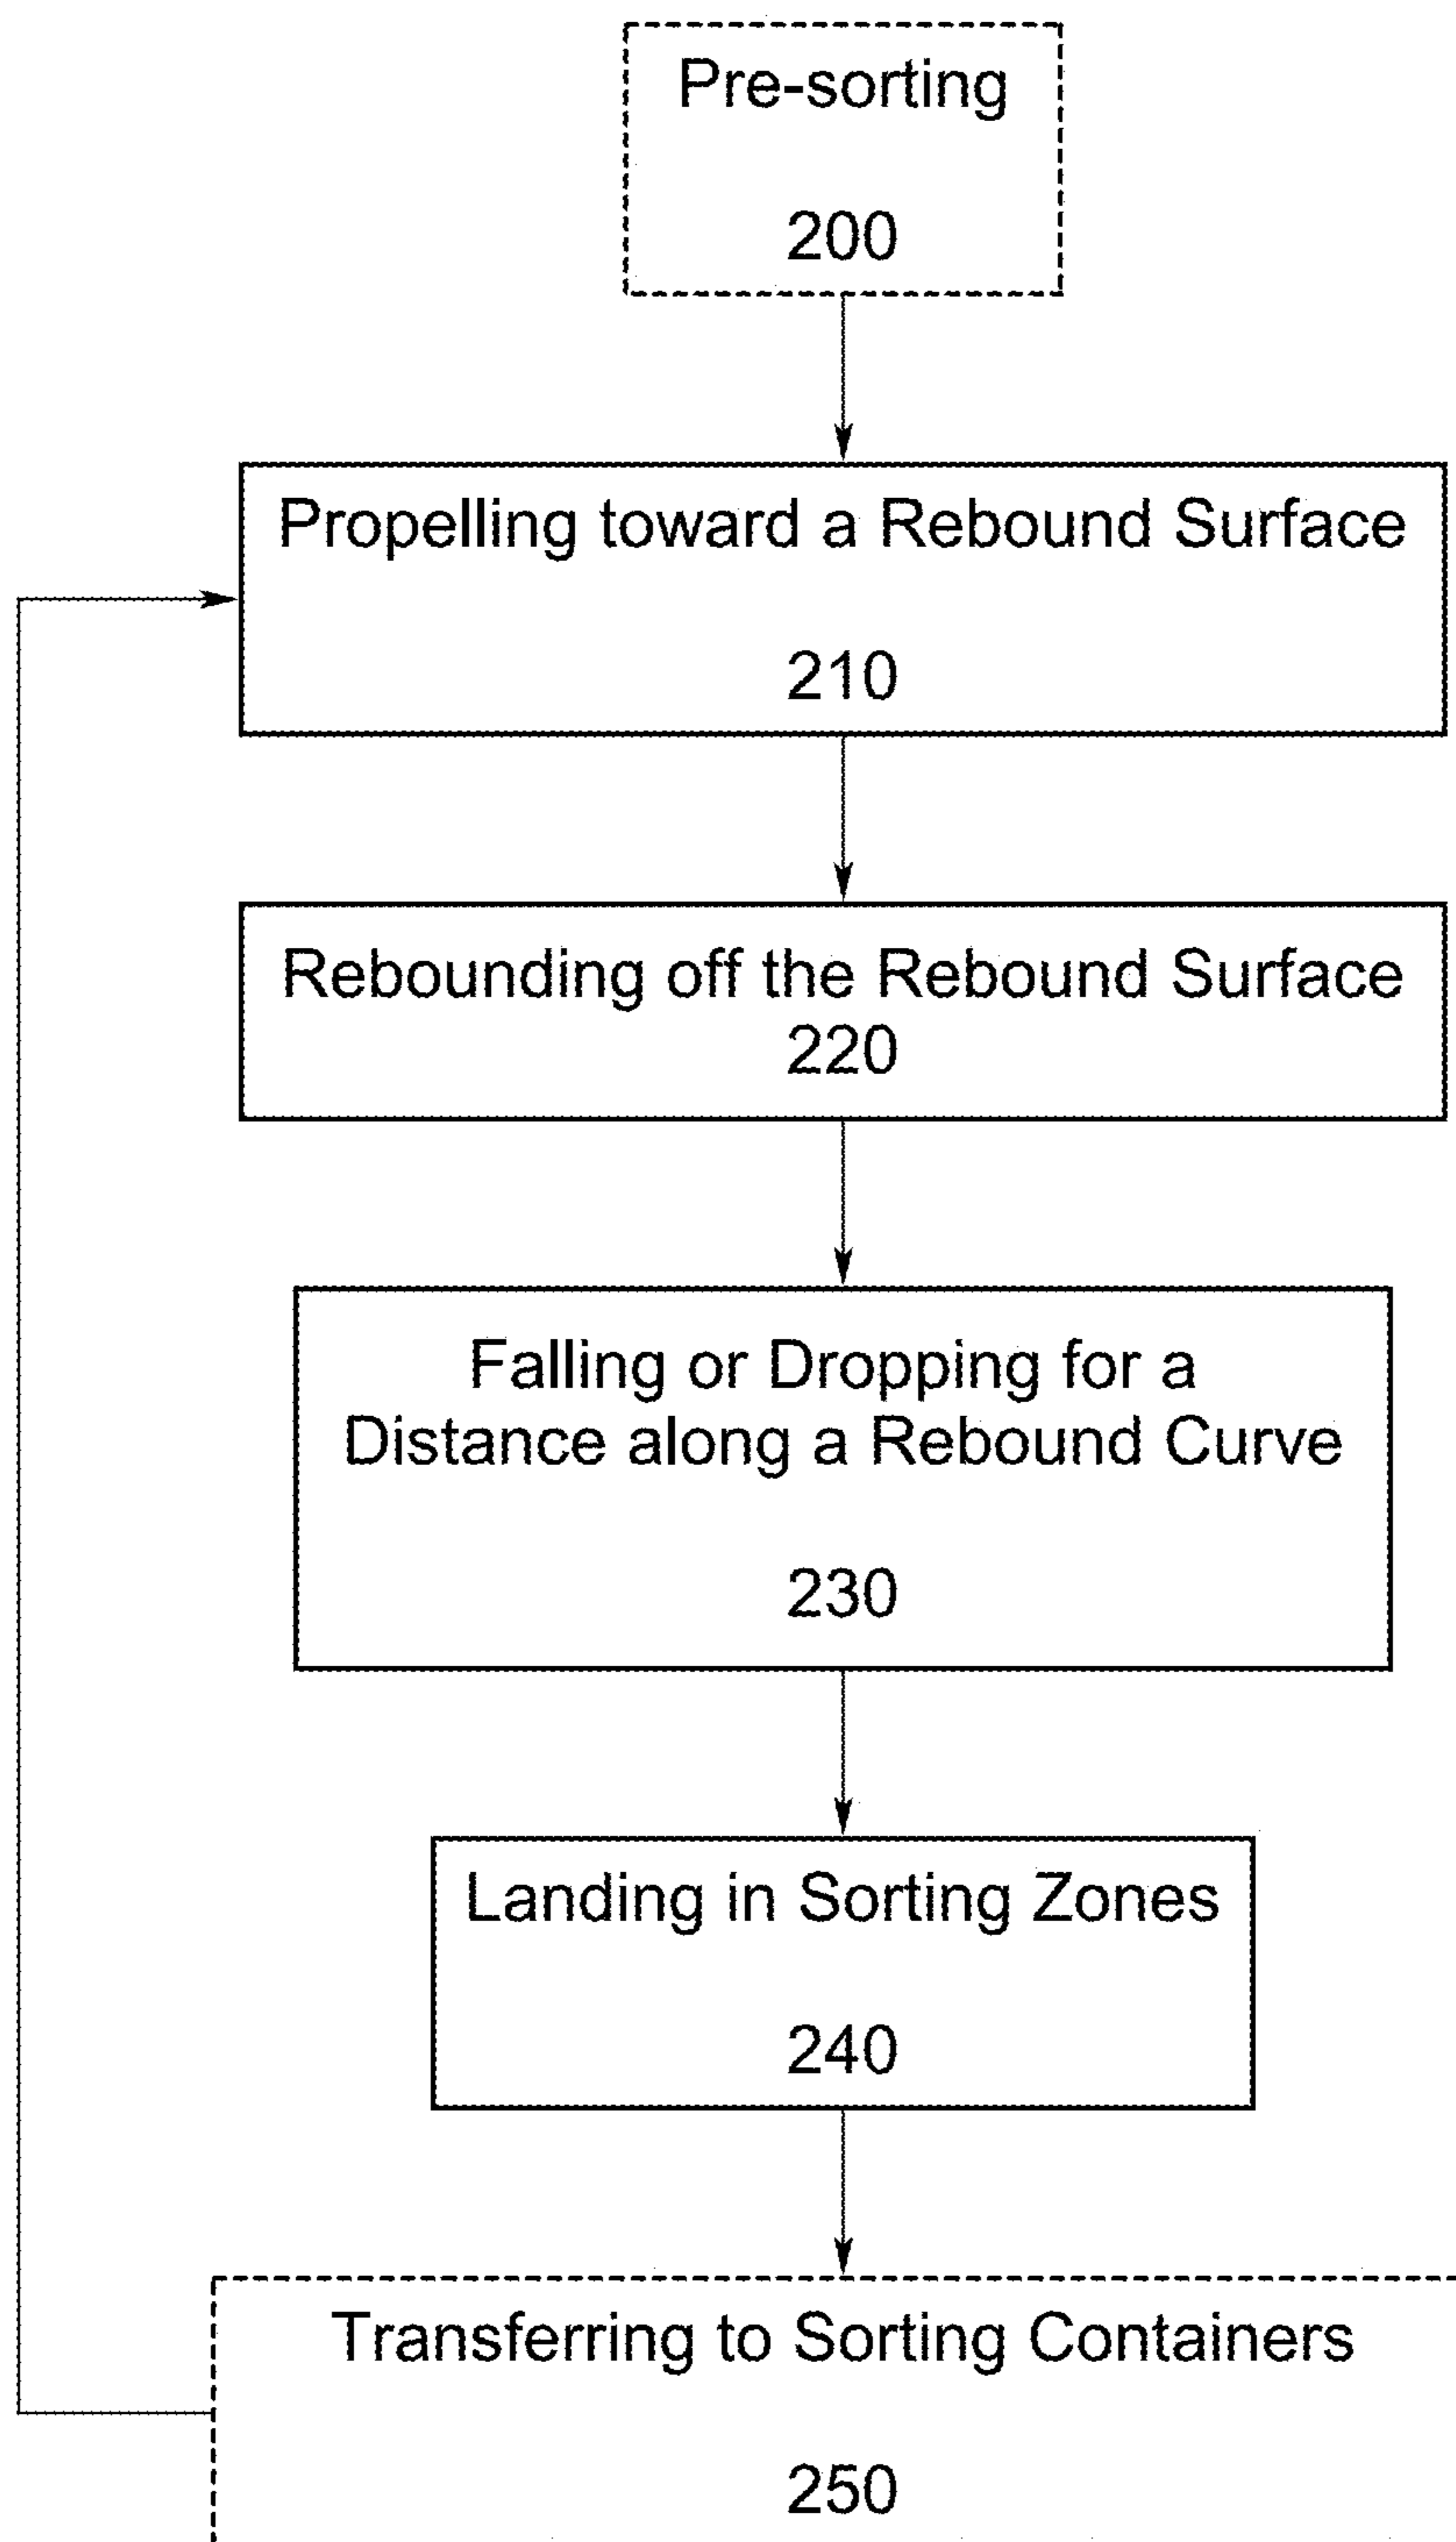 Pre-sorting
200
Propelling toward a Rebound Surface
210
Rebounding off the Rebound Surface
220
Falling or Dropping for a
Distance along a Rebound Curve
230
Landing in Sorting Zones
240
Transferring to Sorting Containers
250